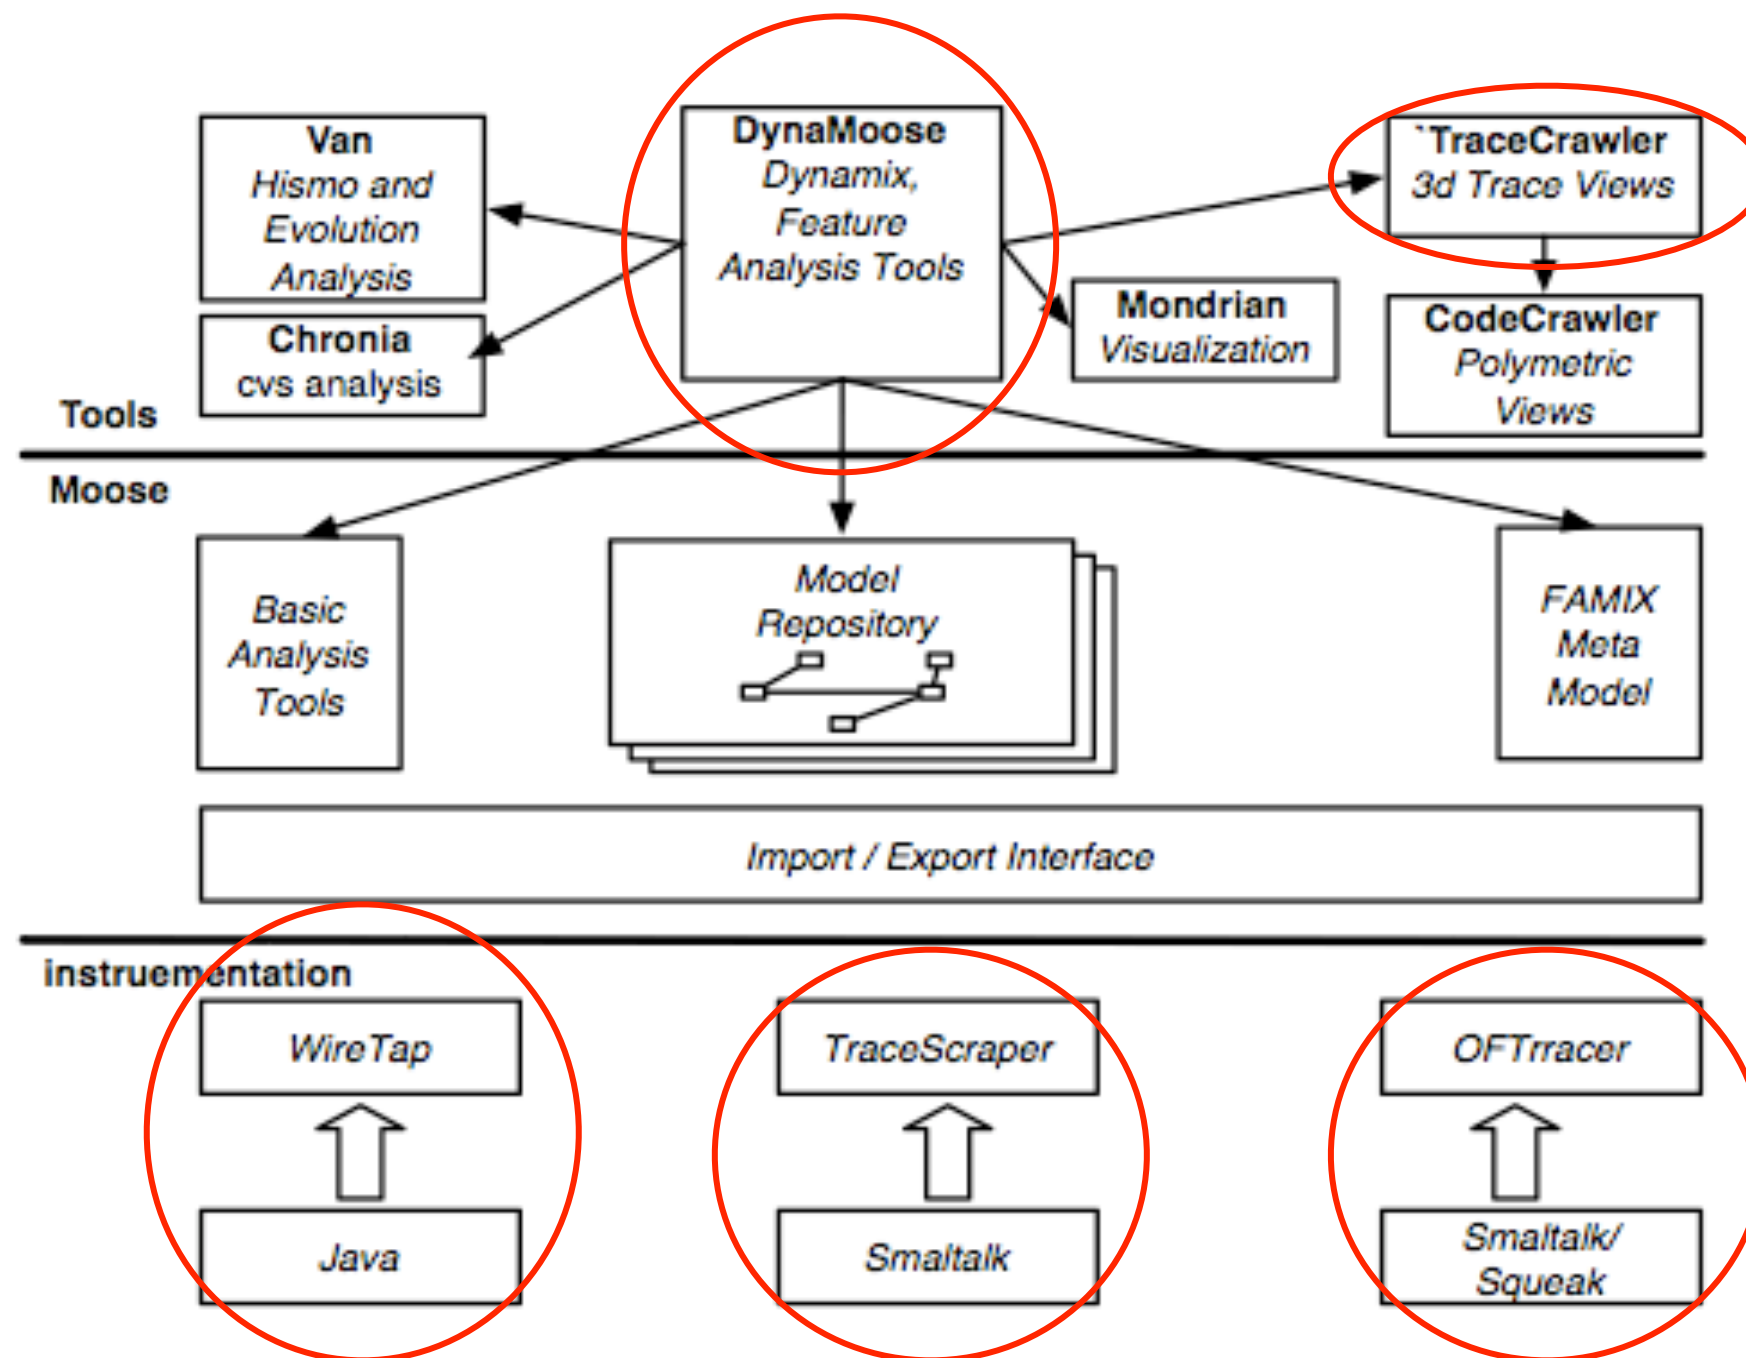 Van
Hismo and
Evolution
Analysis
Chronia
cvs analysis
DynaMoose
Dynamix,
Feature
Analysis Tools
Mondrian
Visualization
`TraceCrawler
3d Trace Views
CodeCrawler
Polymetric
Views
Tools
Moose
Basic
Analysis
Tools
Model
Repository
FAMIX
Meta
Model
Import / Export Interface
instruementation
WireTap
Java
TraceScraper
Smaltalk
OFTrracer
Smaltalk/
Squeak